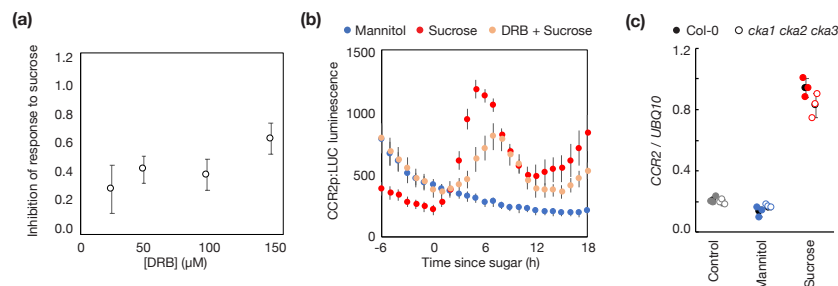 (a)
Inhibition of response to sucrose
1.2
1.0
0.8
0.6
0.4
0.2
0.0
0
50
100
150
[DRB] (μM)
(b)
Mannitol
Sucrose
DRB + Sucrose
CCR2p:LUC luminescence
1500
1000
500
0
-6
0
6
12
18
Time since sugar (h)
(c)
Col-0
cka1 cka2 cka3
CCR2 / UBQ10
1.2
0.8
0.4
0.0
Control
Mannitol
Sucrose